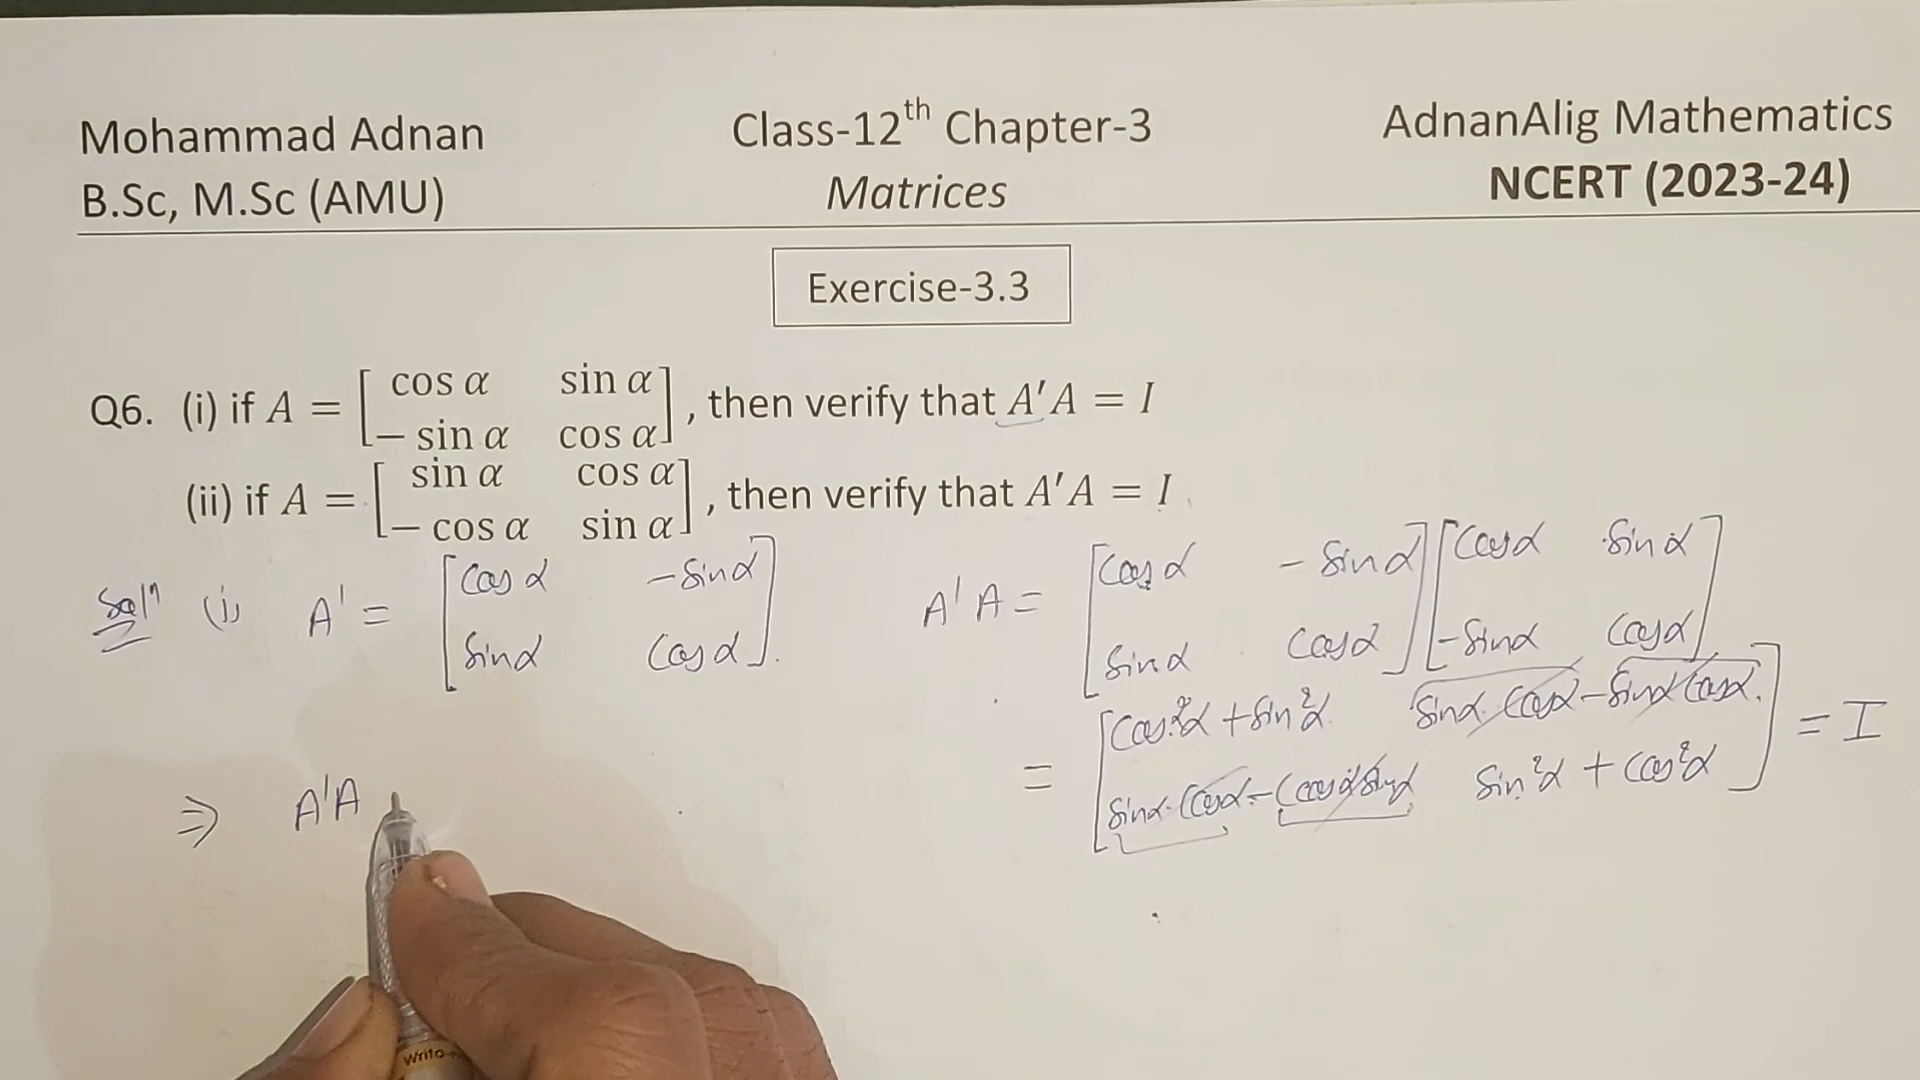 Mohammad Adnan Class-12th Chapter-3 AdnanAlig Mathematics
B.Sc, M.Sc (AMU) Matrices NCERT (2023-24)
Exercise-3.3
Q6. (i) if A = [cos α sin α; − sin α cos α], then verify that A′A = I
(ii) if A = [sin α cos α; − cos α sin α], then verify that A′A = I
Solⁿ (i) A' = [cos α −sin α; sin α cos α].
A' A = [cos α − sin α; sin α cos α] [cos α sin α; −sin α cos α]
= [cos²α + sin²α sin α. cos α − sin α cos α; sin α. cos α − cos α sin α sin²α + cos²α] = I
⇒ A'A
Write-